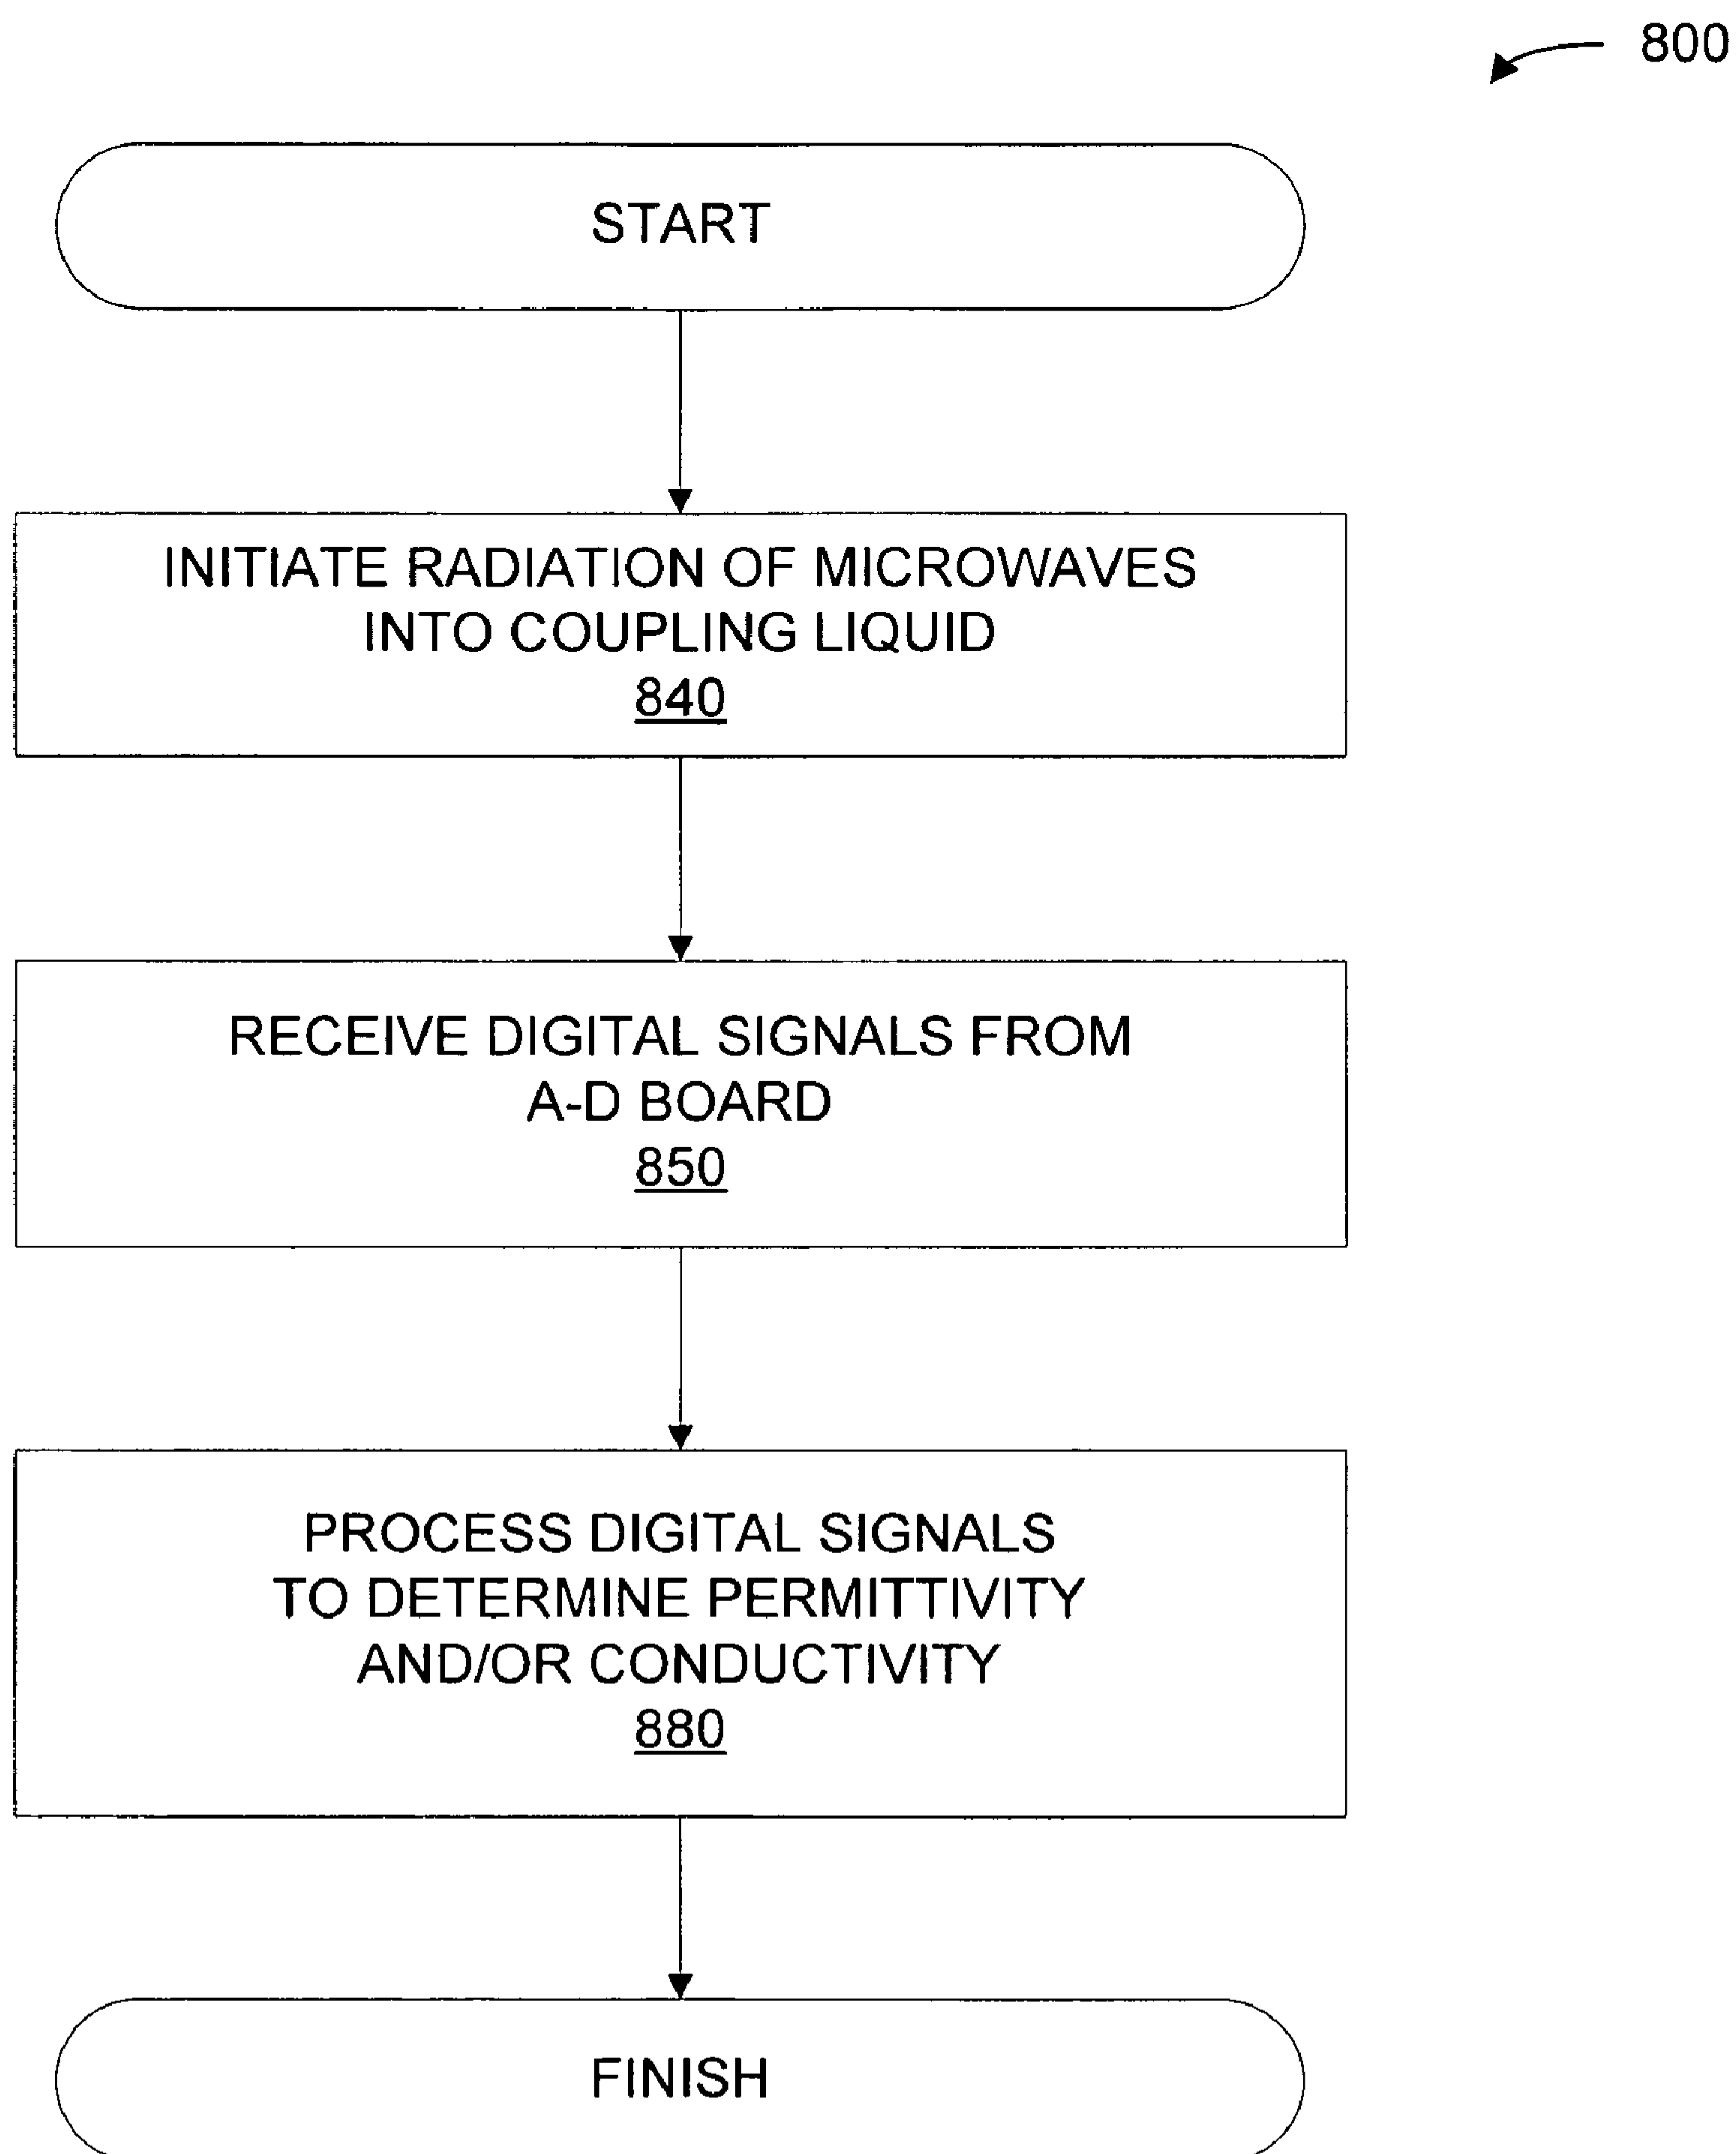 800
START
INITIATE RADIATION OF MICROWAVES
INTO COUPLING LIQUID
840
RECEIVE DIGITAL SIGNALS FROM
A-D BOARD
850
PROCESS DIGITAL SIGNALS
TO DETERMINE PERMITTIVITY
AND/OR CONDUCTIVITY
880
FINISH